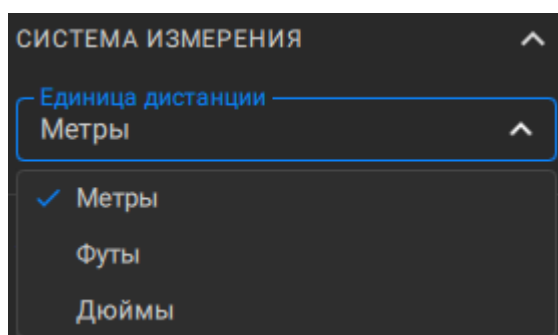 СИСТЕМА ИЗМЕРЕНИЯ
Единица дистанции
Метры
Метры
Футы
Дюймы